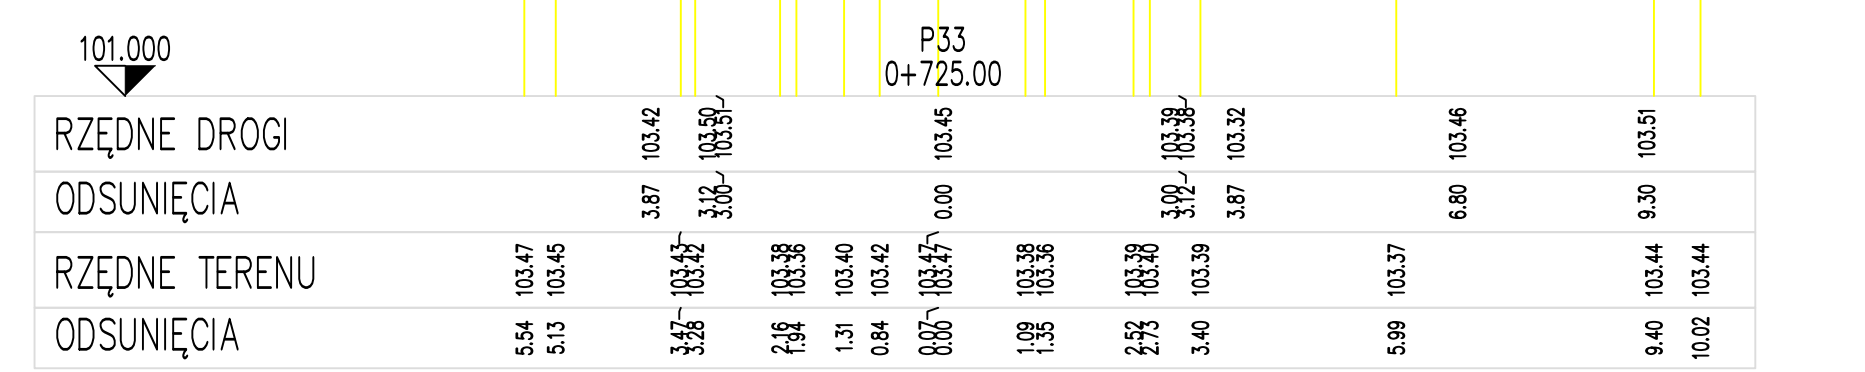 P33
101.000
0+725.00
RZĘDNE DROGI 103.42 103.50 103.51 103.45 103.39 103.38 103.32 103.46 103.51
ODSUNIĘCIA 3.87 3.12 3.00 0.00 3.00 3.12 3.87 6.80 9.30
RZĘDNE TERENU 103.47 103.45 103.43 103.42 103.38 103.36 103.40 103.42 103.47 103.47 103.38 103.36 103.39 103.40 103.39 103.37 103.44 103.44
ODSUNIĘCIA 5.54 5.13 3.47 3.28 2.16 1.94 1.31 0.84 0.07 0.00 1.09 1.35 2.52 2.73 3.40 5.99 9.40 10.02